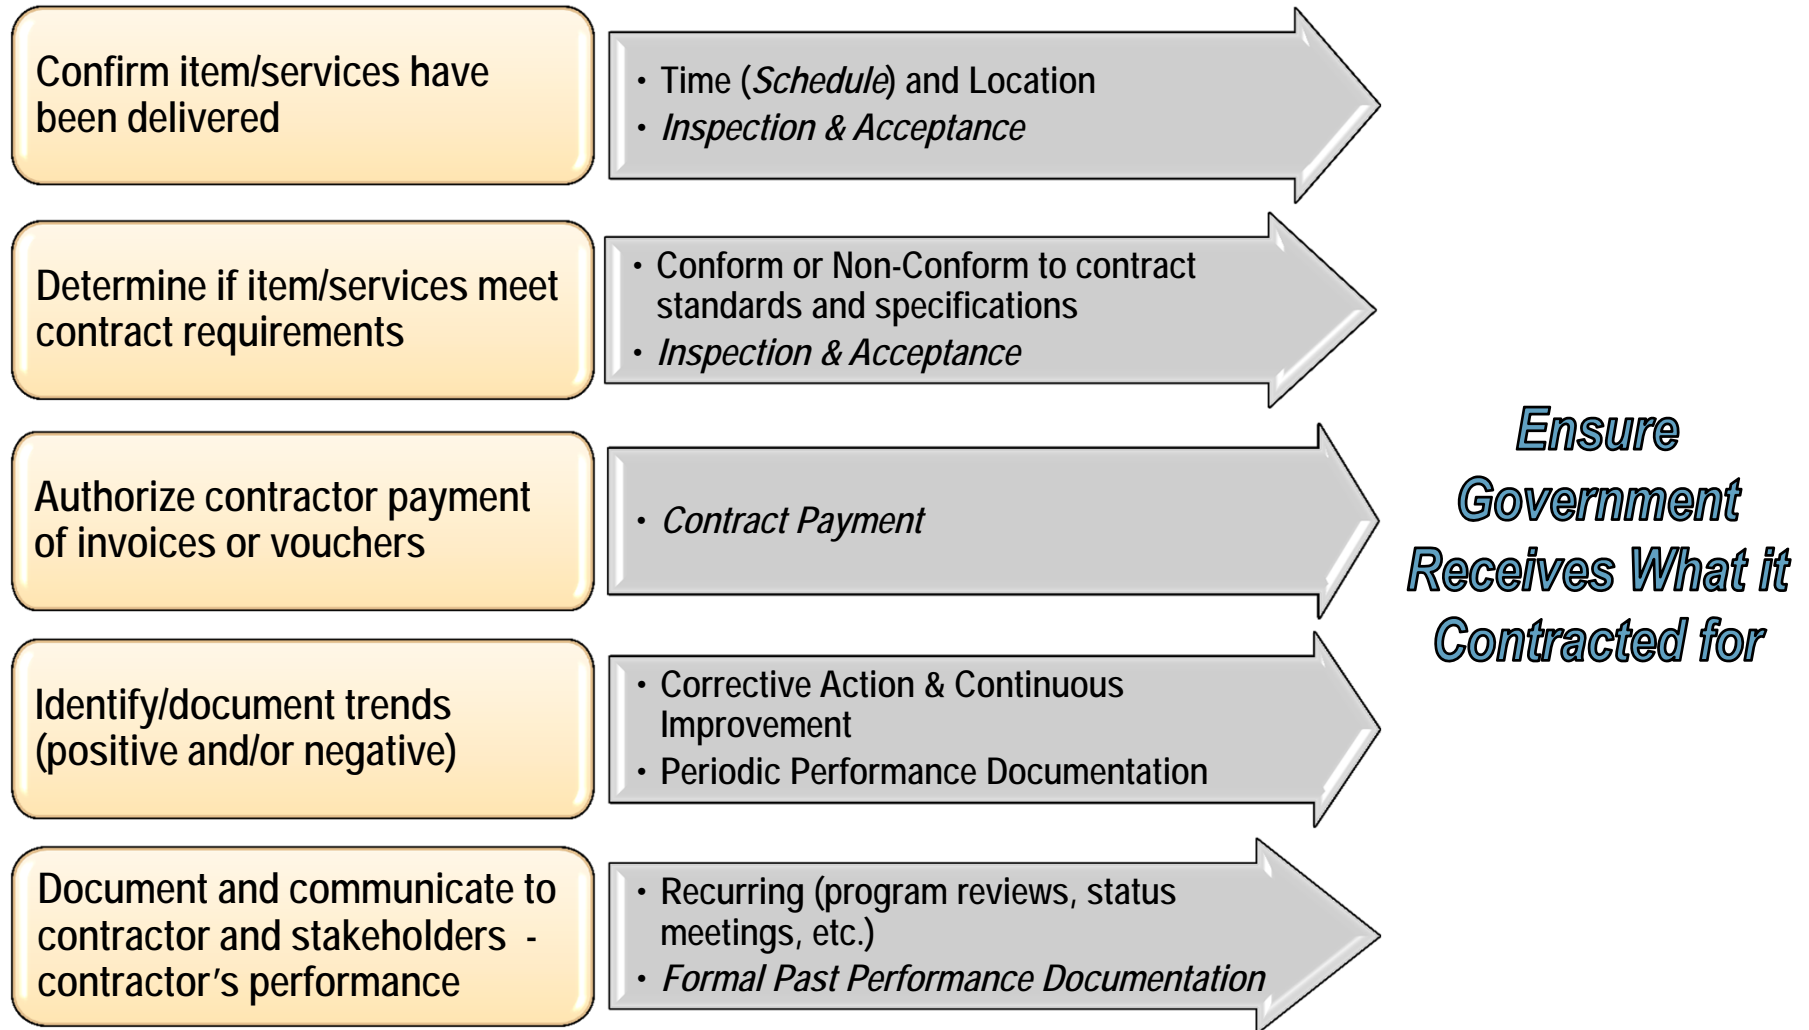 Confirm item/services have
been delivered
• Time (Schedule) and Location
• Inspection & Acceptance
Determine if item/services meet
contract requirements
• Conform or Non-Conform to contract
standards and specifications
• Inspection & Acceptance
Authorize contractor payment
of invoices or vouchers
• Contract Payment
Identify/document trends
(positive and/or negative)
• Corrective Action & Continuous
Improvement
• Periodic Performance Documentation
Document and communicate to
contractor and stakeholders -
contractor's performance
• Recurring (program reviews, status
meetings, etc.)
• Formal Past Performance Documentation
Ensure
Government
Receives What it
Contracted for